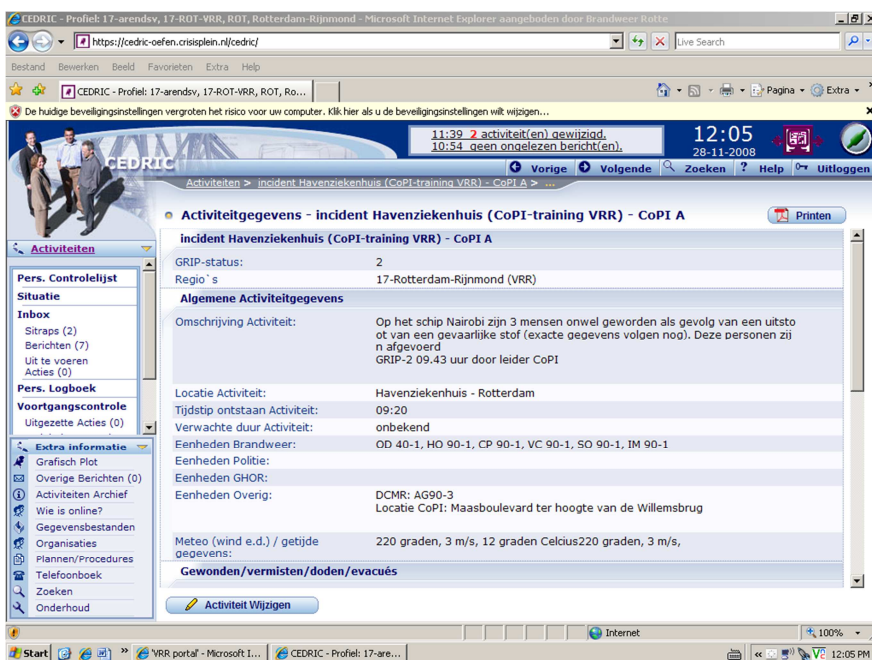 CEDRIC - Profiel: 17-arendsv, 17-ROT-VRR, ROT, Rotterdam-Rijnmond - Microsoft Internet Explorer aangeboden door Brandweer Rotte
https://cedric-oefen.crisisplein.nl/cedric/
Live Search
Bestand Bewerken Beeld Favorieten Extra Help
CEDRIC - Profiel: 17-arendsv, 17-ROT-VRR, ROT, Ro...
Pagina Extra
De huidige beveiligingsinstellingen vergroten het risico voor uw computer. Klik hier als u de beveiligingsinstellingen wilt wijzigen...
CEDRIC
11:39 2 activiteit(en) gewijzigd.
10:54 geen ongelezen bericht(en).
12:05
28-11-2008
Vorige Volgende Zoeken ? Help Uitloggen
Activiteiten > incident Havenziekenhuis (CoPI-training VRR) - CoPI A > ...
Activiteitgegevens - incident Havenziekenhuis (CoPI-training VRR) - CoPI A
Printen
Activiteiten
Pers. Controlelijst
Situatie
Inbox
Sitraps (2)
Berichten (7)
Uit te voeren
Acties (0)
Pers. Logboek
Voortgangscontrole
Uitgezette Acties (0)
Extra informatie
Grafisch Plot
Overige Berichten (0)
Activiteiten Archief
Wie is online?
Gegevensbestanden
Organisaties
Plannen/Procedures
Telefoonboek
Zoeken
Onderhoud
incident Havenziekenhuis (CoPI-training VRR) - CoPI A
GRIP-status: 2
Regio`s 17-Rotterdam-Rijnmond (VRR)
Algemene Activiteitgegevens
Omschrijving Activiteit: Op het schip Nairobi zijn 3 mensen onwel geworden als gevolg van een uitsto
ot van een gevaarlijke stof (exacte gegevens volgen nog). Deze personen zij
n afgevoerd
GRIP-2 09.43 uur door leider CoPI
Locatie Activiteit: Havenziekenhuis - Rotterdam
Tijdstip ontstaan Activiteit: 09:20
Verwachte duur Activiteit: onbekend
Eenheden Brandweer: OD 40-1, HO 90-1, CP 90-1, VC 90-1, SO 90-1, IM 90-1
Eenheden Politie:
Eenheden GHOR:
Eenheden Overig: DCMR: AG90-3
Locatie CoPI: Maasboulevard ter hoogte van de Willemsbrug
Meteo (wind e.d.) / getijde 220 graden, 3 m/s, 12 graden Celcius220 graden, 3 m/s,
gegevens:
Gewonden/vermisten/doden/evacués
Activiteit Wijzigen
Internet 100%
Start » 'VRR portal' - Microsoft I... CEDRIC - Profiel: 17-are... « 12:05 PM